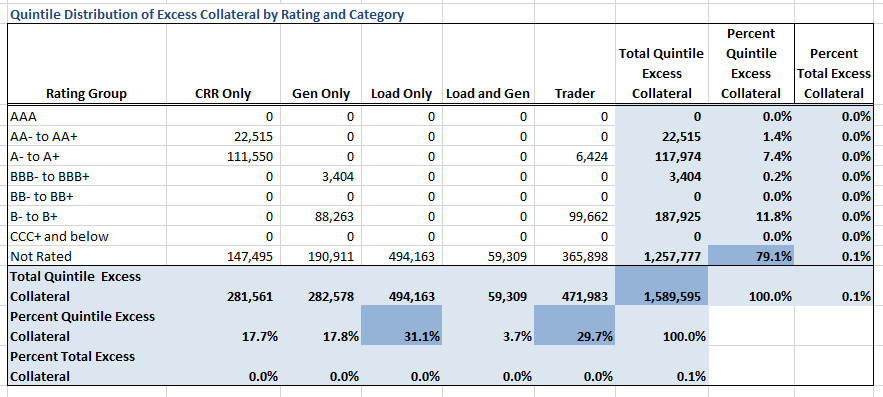 Quintile Distribution of Excess Collateral by Rating and Category
Percent
Total Quintile Quintile Percent
Excess Excess Total Excess
Rating Group CRR Only Gen Only Load Only Load and Gen Trader Collateral Collateral Collateral
AAA 0 0 0 0 0 0 0.0% 0.0%
AA- to AA+ 22,515 0 0 0 0 22,515 1.4% 0.0%
A- to A+ 111,550 0 0 0 6,424 117,974 7.4% 0.0%
BBB- to BBB+ 0 3,404 0 0 0 3,404 0.2% 0.0%
BB- to BB+ 0 0 0 0 0 0 0.0% 0.0%
B- to B+ 0 88,263 0 0 99,662 187,925 11.8% 0.0%
CCC+ and below 0 0 0 0 0 0 0.0% 0.0%
Not Rated 147,495 190,911 494,163 59,309 365,898 1,257,777 79.1% 0.1%
Total Quintile Excess
Collateral 281,561 282,578 494,163 59,309 471,983 1,589,595 100.0% 0.1%
Percent Quintile Excess
Collateral 17.7% 17.8% 31.1% 3.7% 29.7% 100.0%
Percent Total Excess
Collateral 0.0% 0.0% 0.0% 0.0% 0.0% 0.1%